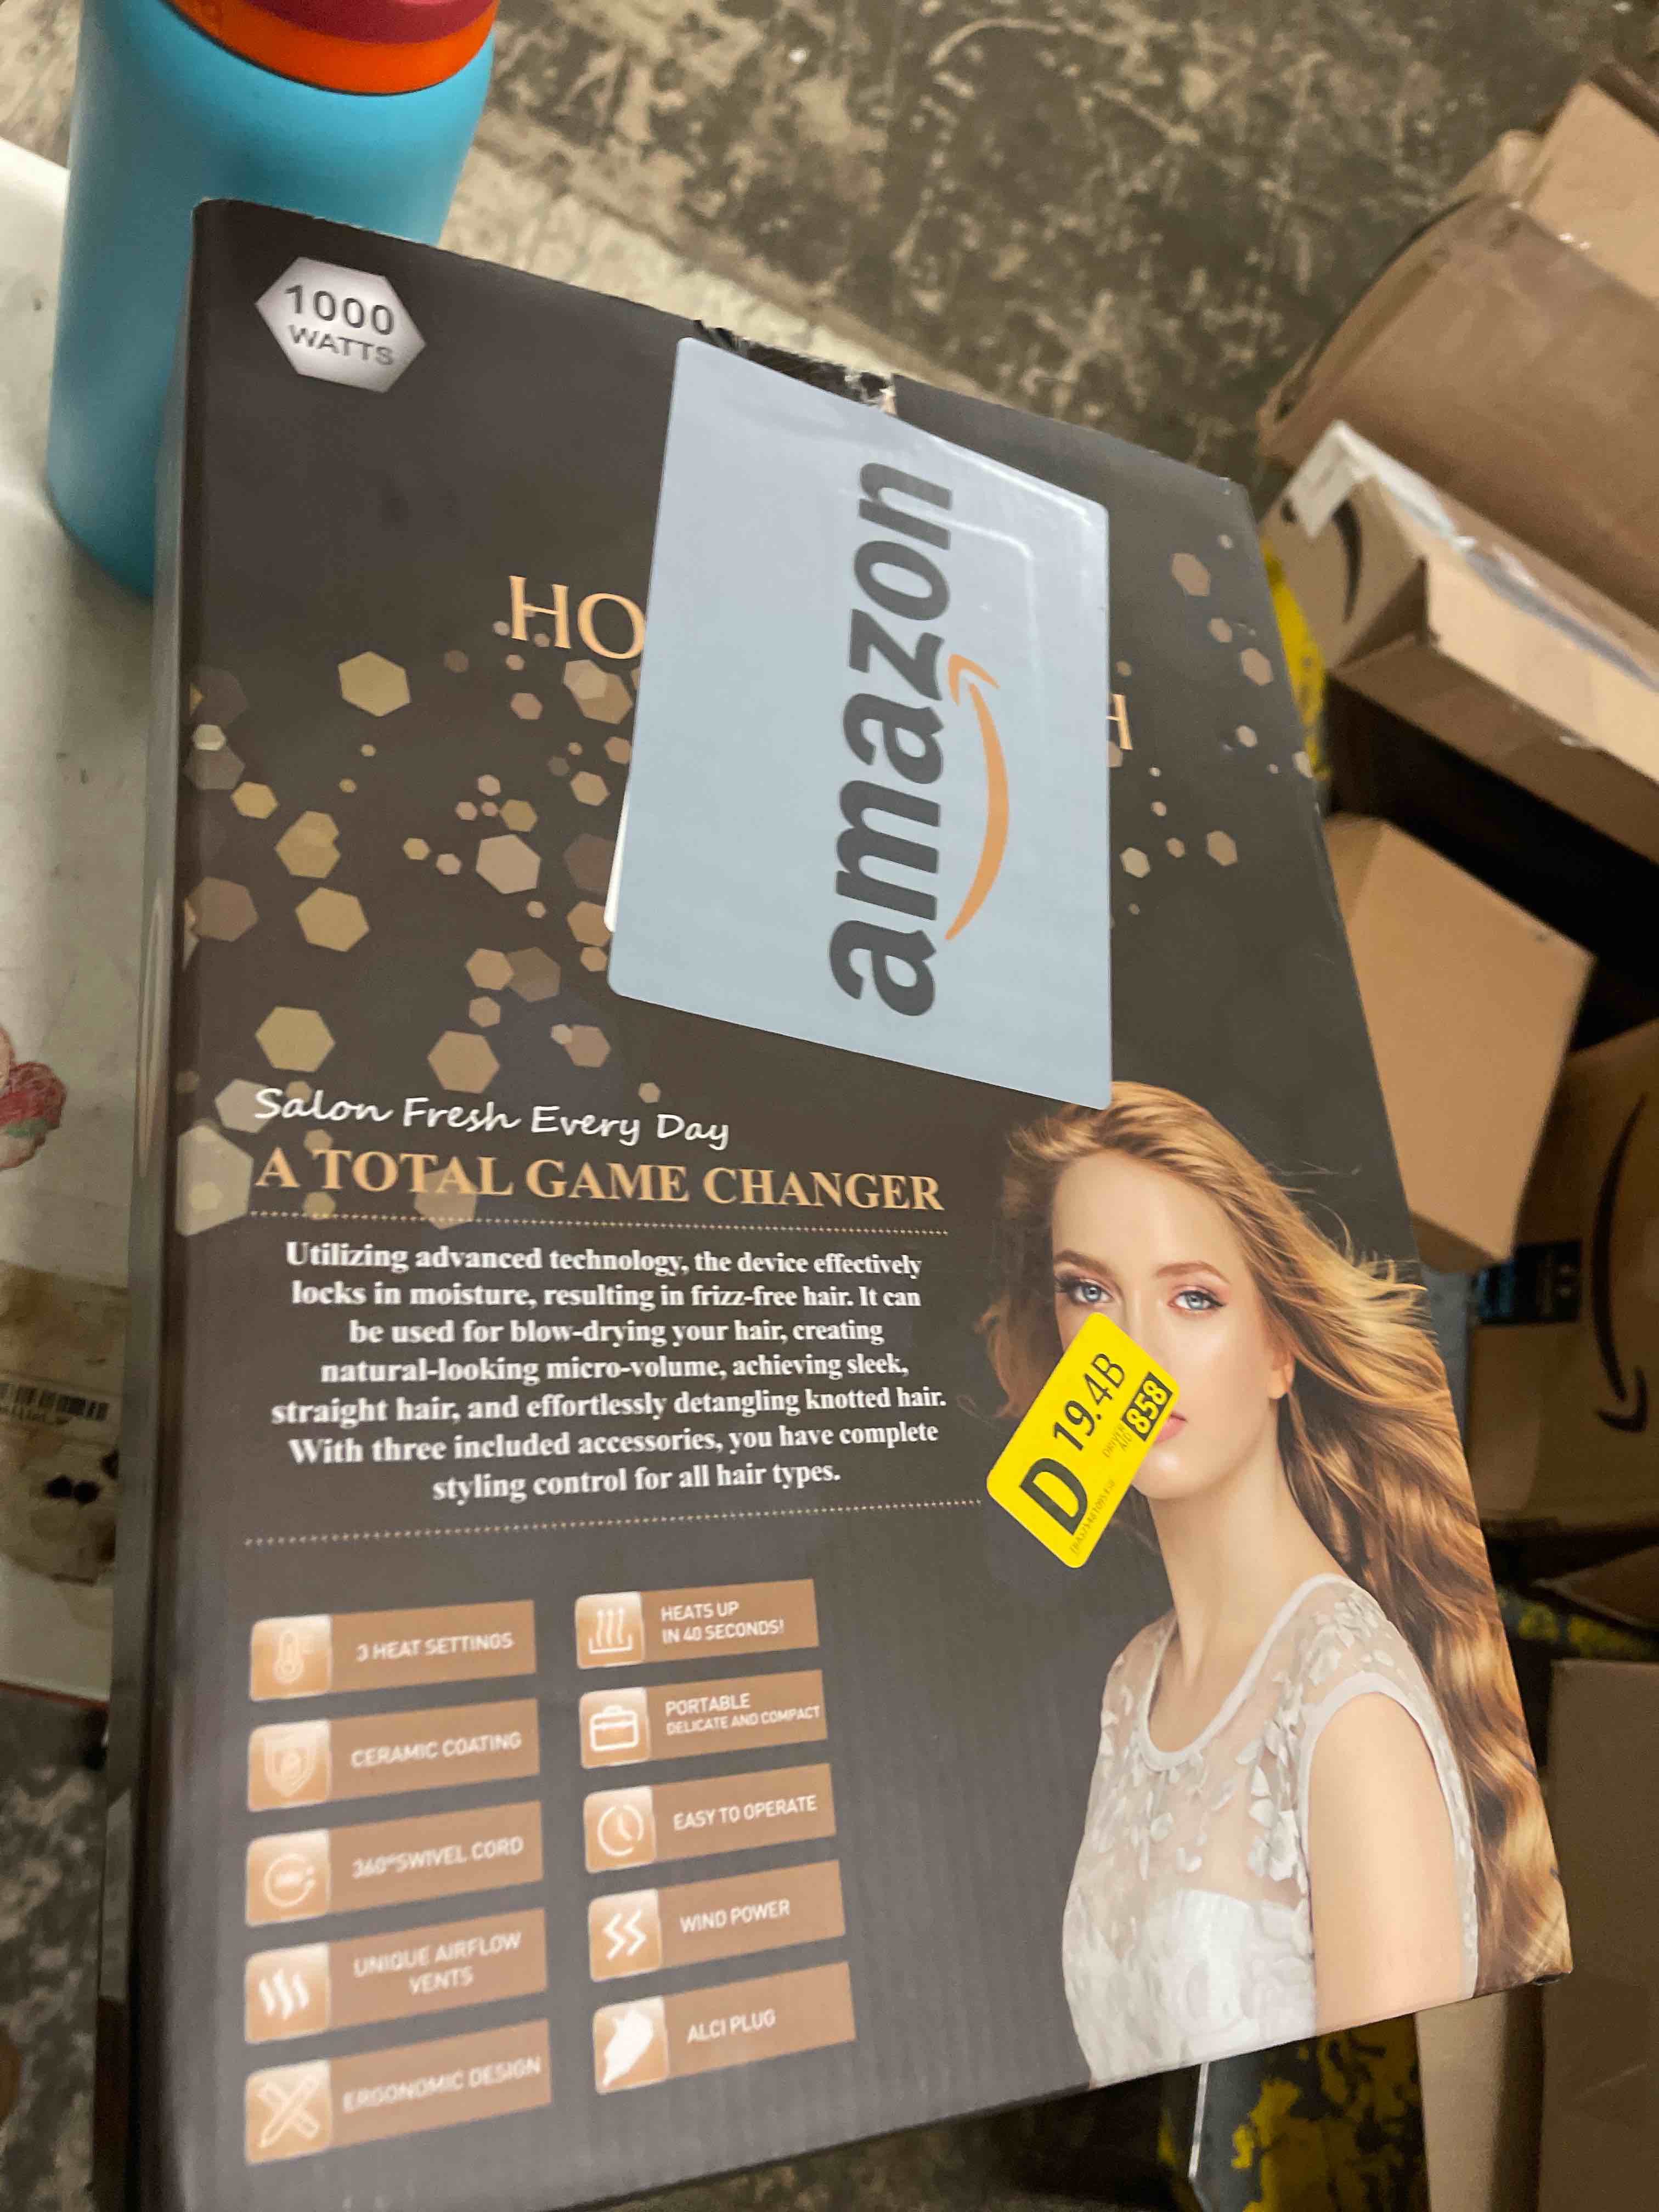 1000
WATTS
HO
H
amazon
Salon Fresh Every Day
A TOTAL GAME CHANGER
Utilizing advanced technology, the device effectively
locks in moisture, resulting in frizz-free hair. It can
be used for blow-drying your hair, creating
natural-looking micro-volume, achieving sleek,
straight hair, and effortlessly detangling knotted hair.
With three included accessories, you have complete
styling control for all hair types.
D 19.4B
DRIVER
AID 858
3 HEAT SETTINGS
CERAMIC COATING
360°SWIVEL CORD
UNIQUE AIRFLOW
VENTS
ERGONOMIC DESIGN
HEATS UP
IN 40 SECONDS!
PORTABLE
DELICATE AND COMPACT
EASY TO OPERATE
WIND POWER
ALCI PLUG